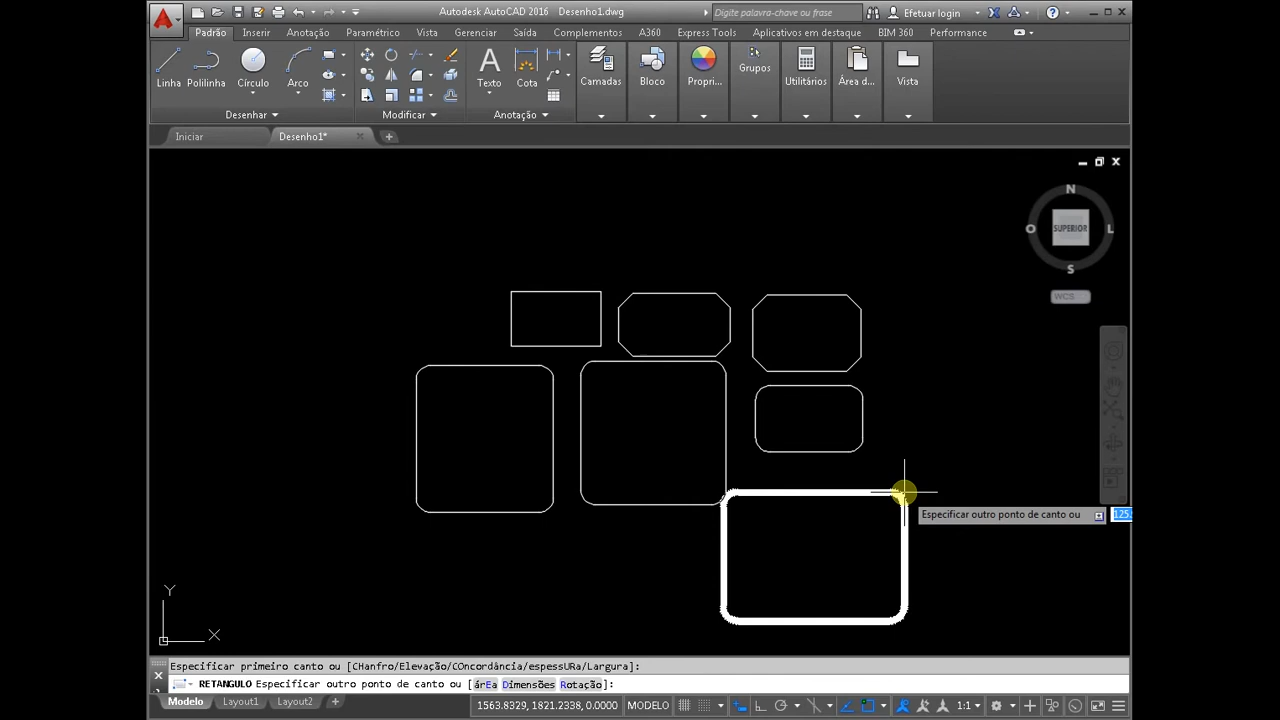 Autodesk AutoCAD 2016 Desenho1.dwg
Digite palavra-chave ou frase
Efetuar login
Padrão Inserir Anotação Paramétrico Vista Gerenciar Saída Complementos A360 Express Tools Aplicativos em destaque BIM 360 Performance
Linha Polilinha Círculo Arco
A
Texto Cota
Camadas Bloco Propri... Grupos Utilitários Área d... Vista
Desenhar Modificar Anotação
Iniciar Desenho1*
N
O SUPERIOR L
S
WCS
Especificar outro ponto de canto ou
Y
X
Especificar primeiro canto ou [CHanfro/Elevação/COncordância/espessURa/Largura]:
RETANGULO Especificar outro ponto de canto ou [árEa Dimensões Rotação]:
Modelo Layout1 Layout2 +
1563.8329, 1821.2338, 0.0000 MODELO 1:1